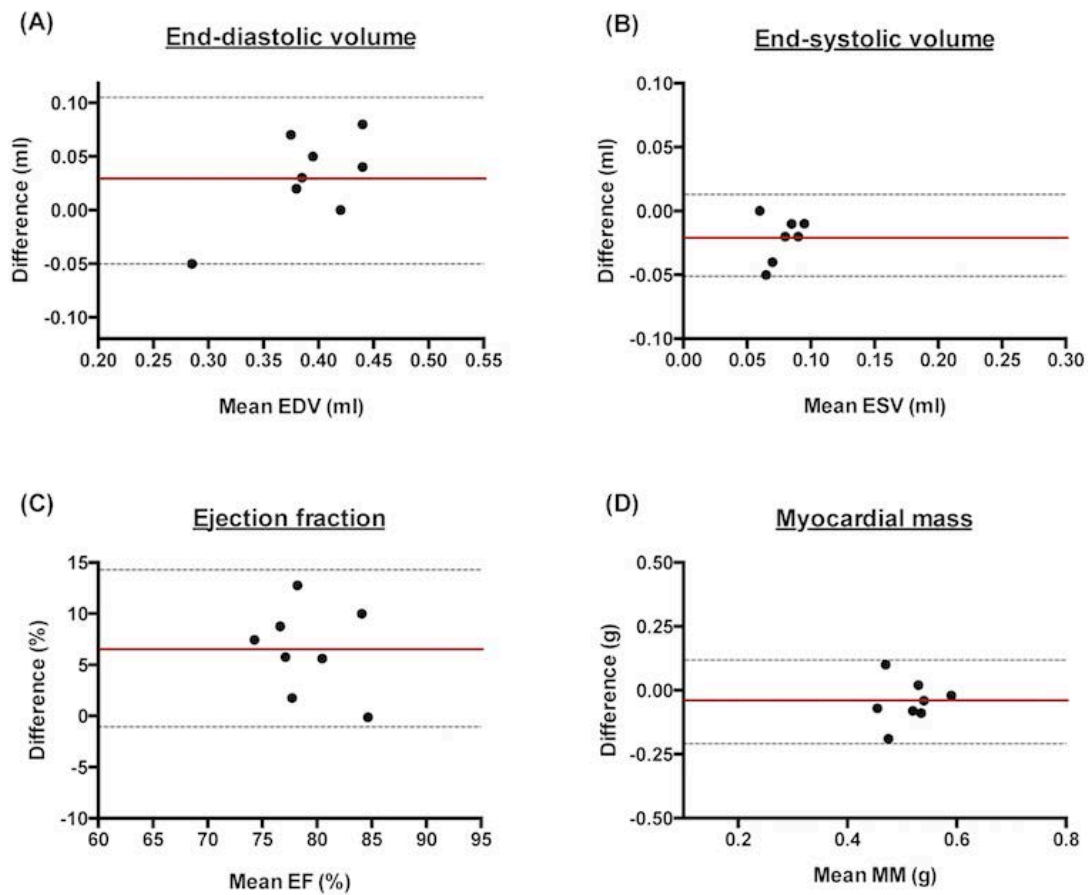 (A)
End-diastolic volume
Difference (ml)
0.10
0.05
0.00
-0.05
-0.10
0.20 0.25 0.30 0.35 0.40 0.45 0.50 0.55
Mean EDV (ml)
(B)
End-systolic volume
Difference (ml)
0.10
0.05
0.00
-0.05
-0.10
0.00 0.05 0.10 0.15 0.20 0.25 0.30
Mean ESV (ml)
(C)
Ejection fraction
Difference (%)
15
10
5
0
-5
-10
60 65 70 75 80 85 90 95
Mean EF (%)
(D)
Myocardial mass
Difference (g)
0.50
0.25
0.00
-0.25
-0.50
0.2 0.4 0.6 0.8
Mean MM (g)